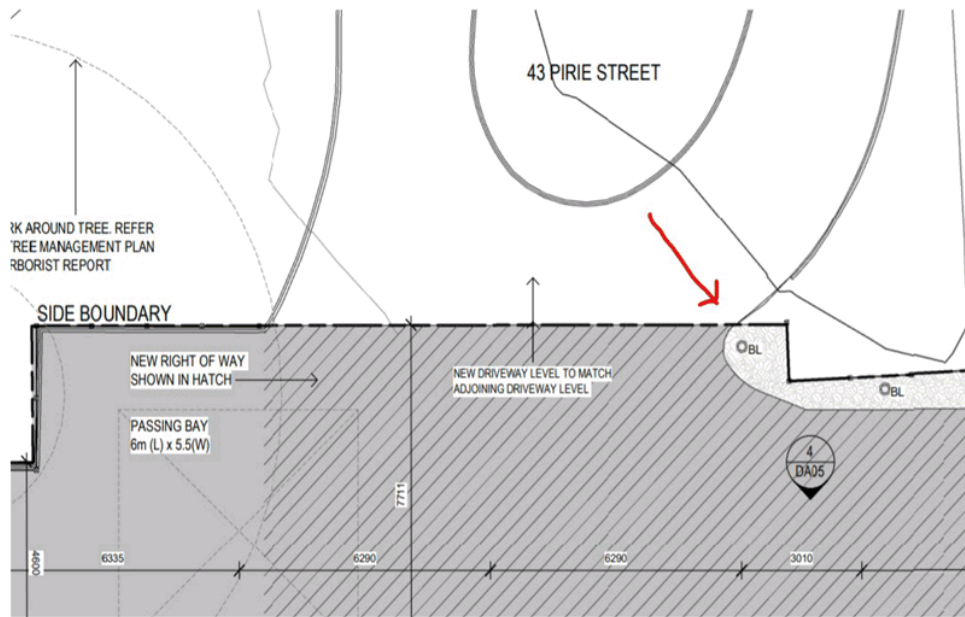 43 PIRIE STREET
RK AROUND TREE. REFER
TREE MANAGEMENT PLAN
RBORIST REPORT
SIDE BOUNDARY
NEW RIGHT OF WAY
SHOWN IN HATCH
NEW DRIVEWAY LEVEL TO MATCH
ADJOINING DRIVEWAY LEVEL
BL
BL
PASSING BAY
6m (L) x 5.5(W)
4
DA05
7711
4600
6335
6290
6290
3010